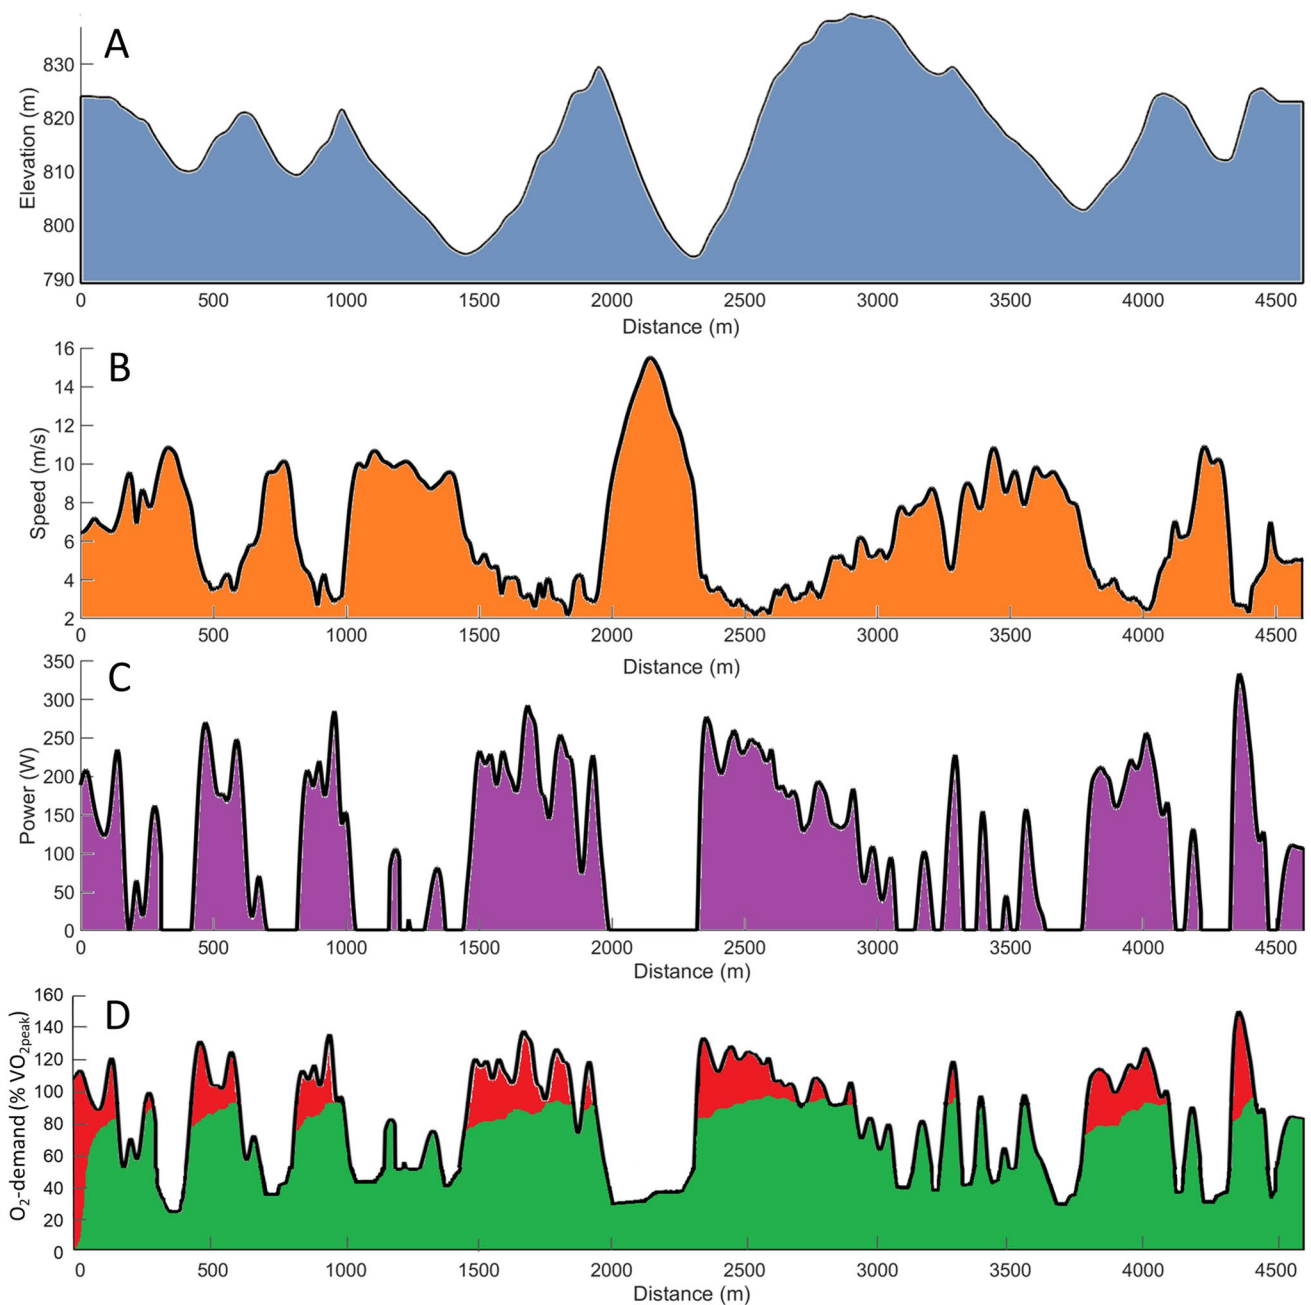 A
Elevation (m)
830
820
810
800
790
0 500 1000 1500 2000 2500 3000 3500 4000 4500
Distance (m)
B
Speed (m/s)
16
14
12
10
8
6
4
2
0 500 1000 1500 2000 2500 3000 3500 4000 4500
Distance (m)
C
Power (W)
350
300
250
200
150
100
50
0
0 500 1000 1500 2000 2500 3000 3500 4000 4500
Distance (m)
D
O₂-demand (% VO₂peak)
160
140
120
100
80
60
40
20
0
0 500 1000 1500 2000 2500 3000 3500 4000 4500
Distance (m)